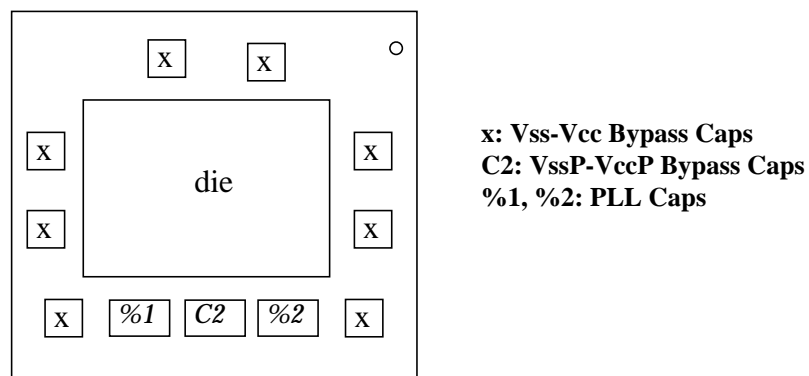 x
x
x
x
die
x
x
x
%1
C2
%2
x
x: Vss-Vcc Bypass Caps
C2: VssP-VccP Bypass Caps
%1, %2: PLL Caps